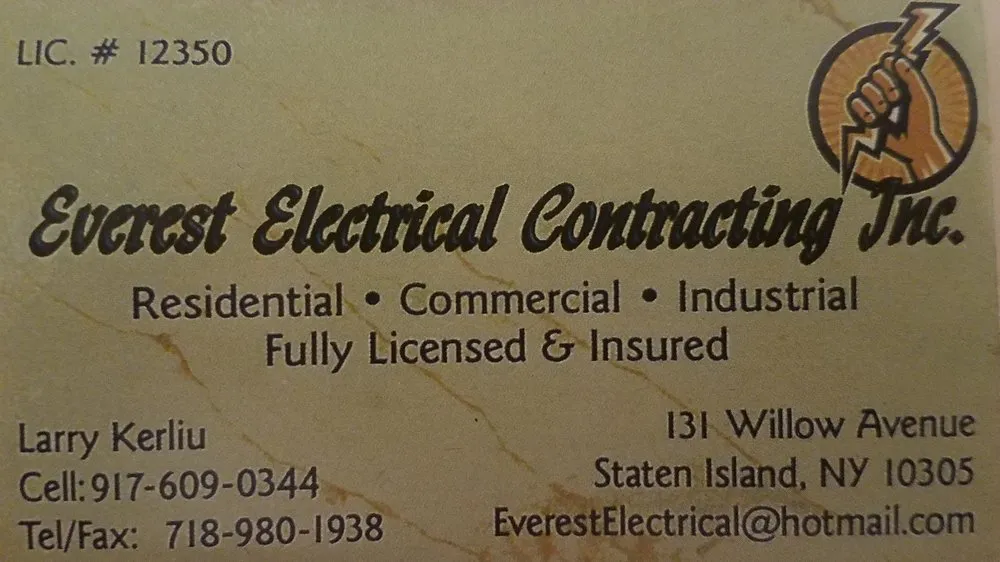 LIC. # 12350
Everest Electrical Contracting Inc.
Residential • Commercial • Industrial
Fully Licensed & Insured
Larry Kerliu
Cell: 917-609-0344
Tel/Fax: 718-980-1938
131 Willow Avenue
Staten Island, NY 10305
EverestElectrical@hotmail.com